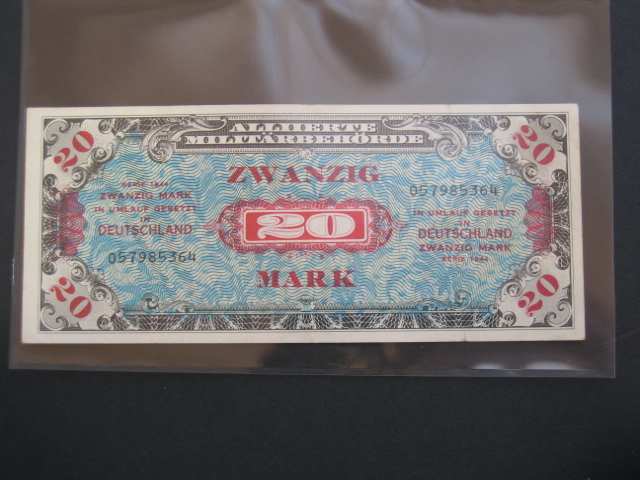 ALLIIERTE
MILITÄRBEHÖRDE
20
20
ZWANZIG
SERIE 1944
ZWANZIG MARK
IN UMLAUF GESETZT
IN
DEUTSCHLAND
057985364
20
057985364
IN UMLAUF GESETZT
IN
DEUTSCHLAND
ZWANZIG MARK
SERIE 1944
MARK
20
20